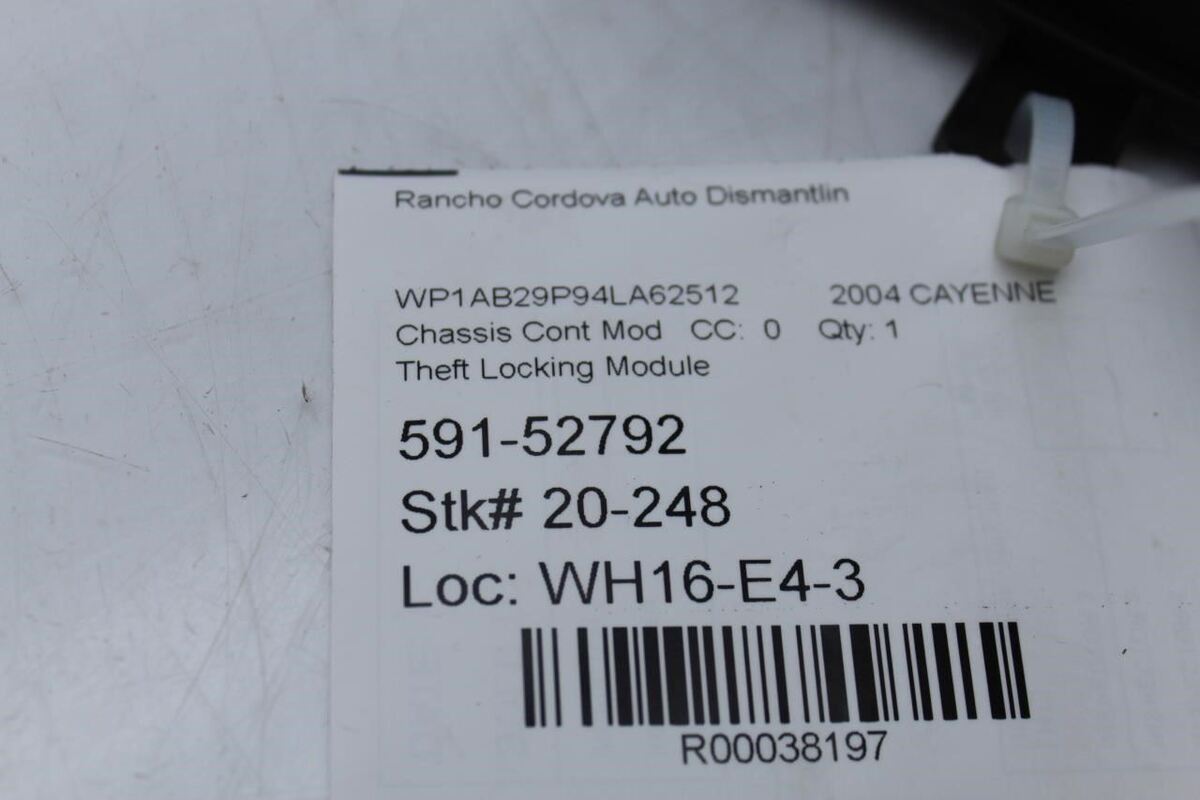 Rancho Cordova Auto Dismantlin
WP1AB29P94LA62512 2004 CAYENNE
Chassis Cont Mod CC: 0 Qty: 1
Theft Locking Module
591-52792
Stk# 20-248
Loc: WH16-E4-3
R00038197